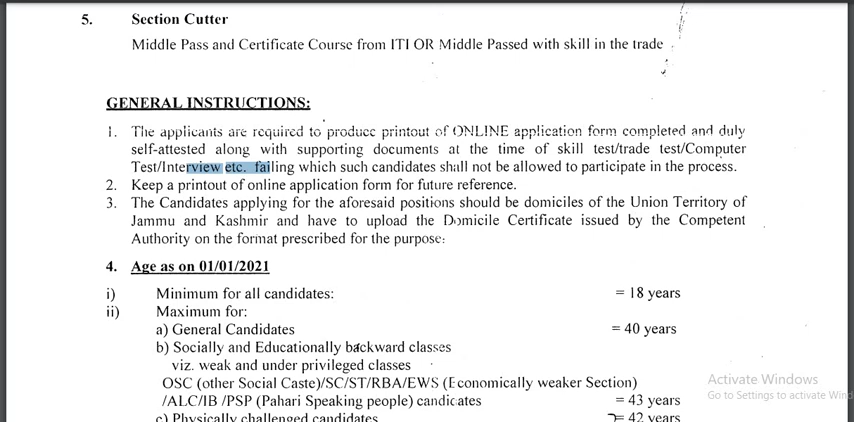 5. Section Cutter
Middle Pass and Certificate Course from ITI OR Middle Passed with skill in the trade
GENERAL INSTRUCTIONS:
1. The applicants are required to produce printout of ONLINE application form completed and duly
self-attested along with supporting documents at the time of skill test/trade test/Computer
Test/Interview etc. failing which such candidates shall not be allowed to participate in the process.
2. Keep a printout of online application form for future reference.
3. The Candidates applying for the aforesaid positions should be domiciles of the Union Territory of
Jammu and Kashmir and have to upload the Domicile Certificate issued by the Competent
Authority on the format prescribed for the purpose:
4. Age as on 01/01/2021
i) Minimum for all candidates: = 18 years
ii) Maximum for:
a) General Candidates = 40 years
b) Socially and Educationally backward classes
viz. weak and under privileged classes
OSC (other Social Caste)/SC/ST/RBA/EWS (Economically weaker Section)
/ALC/IB /PSP (Pahari Speaking people) candidates = 43 years
c) Physically challenged candidates = 42 years
Activate Windows
Go to Settings to activate Wind